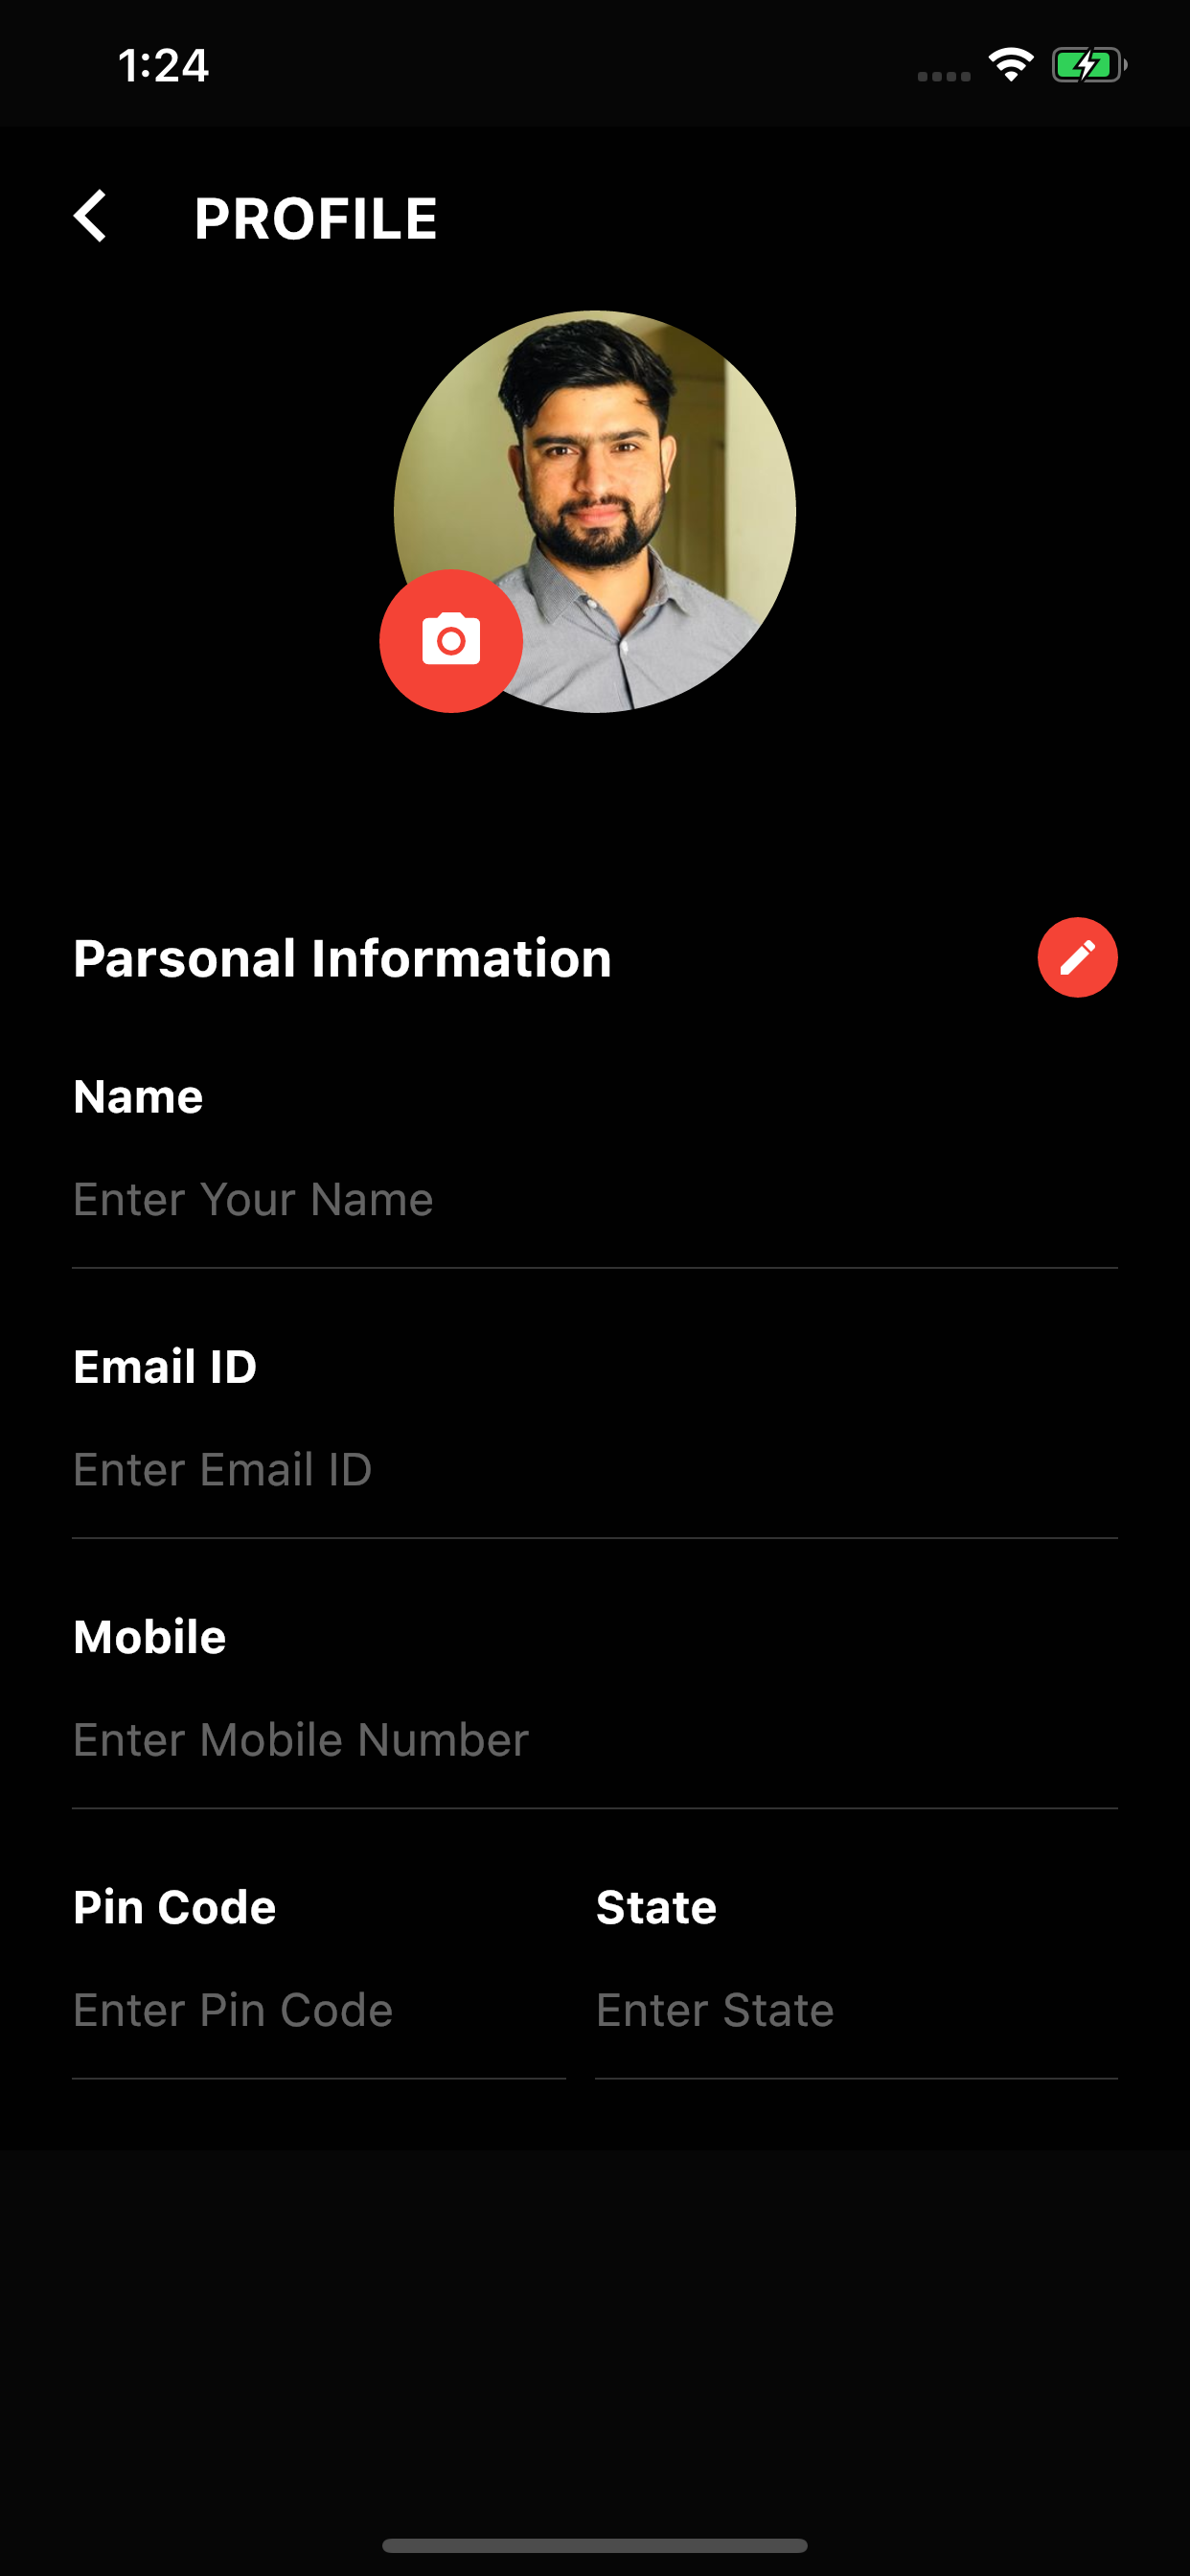 1:24
PROFILE
Parsonal Information
Name
Enter Your Name
Email ID
Enter Email ID
Mobile
Enter Mobile Number
Pin Code State
Enter Pin Code Enter State